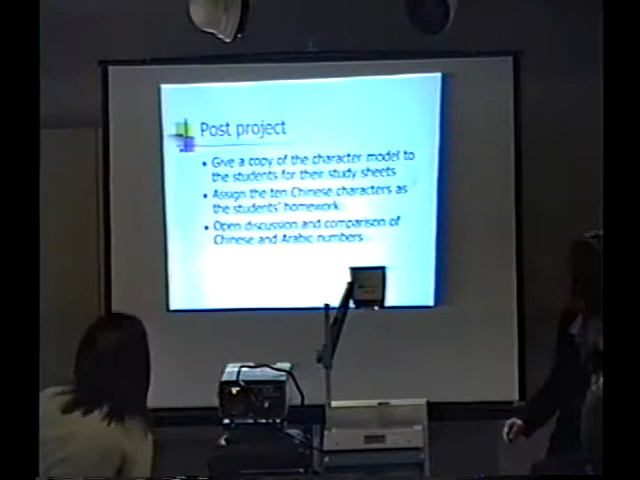 Post project
• Give a copy of the character model to
the students for their study sheets
• Assign the ten Chinese characters as
the students' homework
• Open discussion and comparison of
Chinese and Arabic numbers